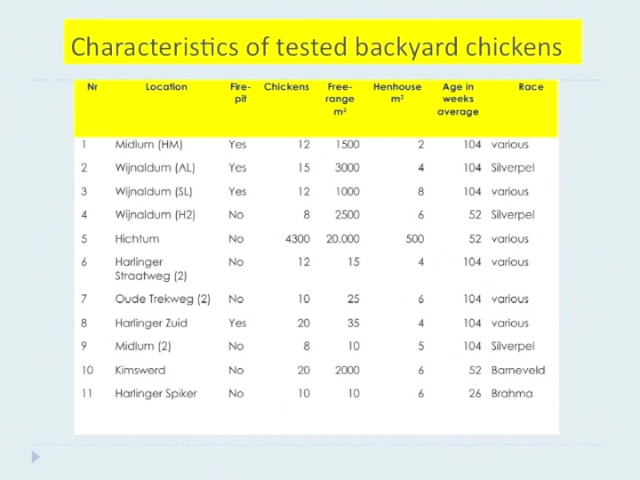 Characteristics of tested backyard chickens
Nr Location Fire-pit Chickens Free-range m² Henhouse m² Age in weeks average Race
1 Midlum (HM) Yes 12 1500 2 104 various
2 Wijnaldum (AL) Yes 15 3000 4 104 Silverpel
3 Wijnaldum (SL) Yes 12 1000 8 104 various
4 Wijnaldum (H2) No 8 2500 6 52 Silverpel
5 Hichtum No 4300 20.000 500 52 various
6 Harlinger Straatweg (2) No 12 15 4 104 various
7 Oude Trekweg (2) No 10 25 6 104 various
8 Harlinger Zuid Yes 20 35 4 104 various
9 Midlum (2) No 8 10 5 104 Silverpel
10 Kimswerd No 20 2000 6 52 Barneveld
11 Harlinger Spiker No 10 10 6 26 Brahma